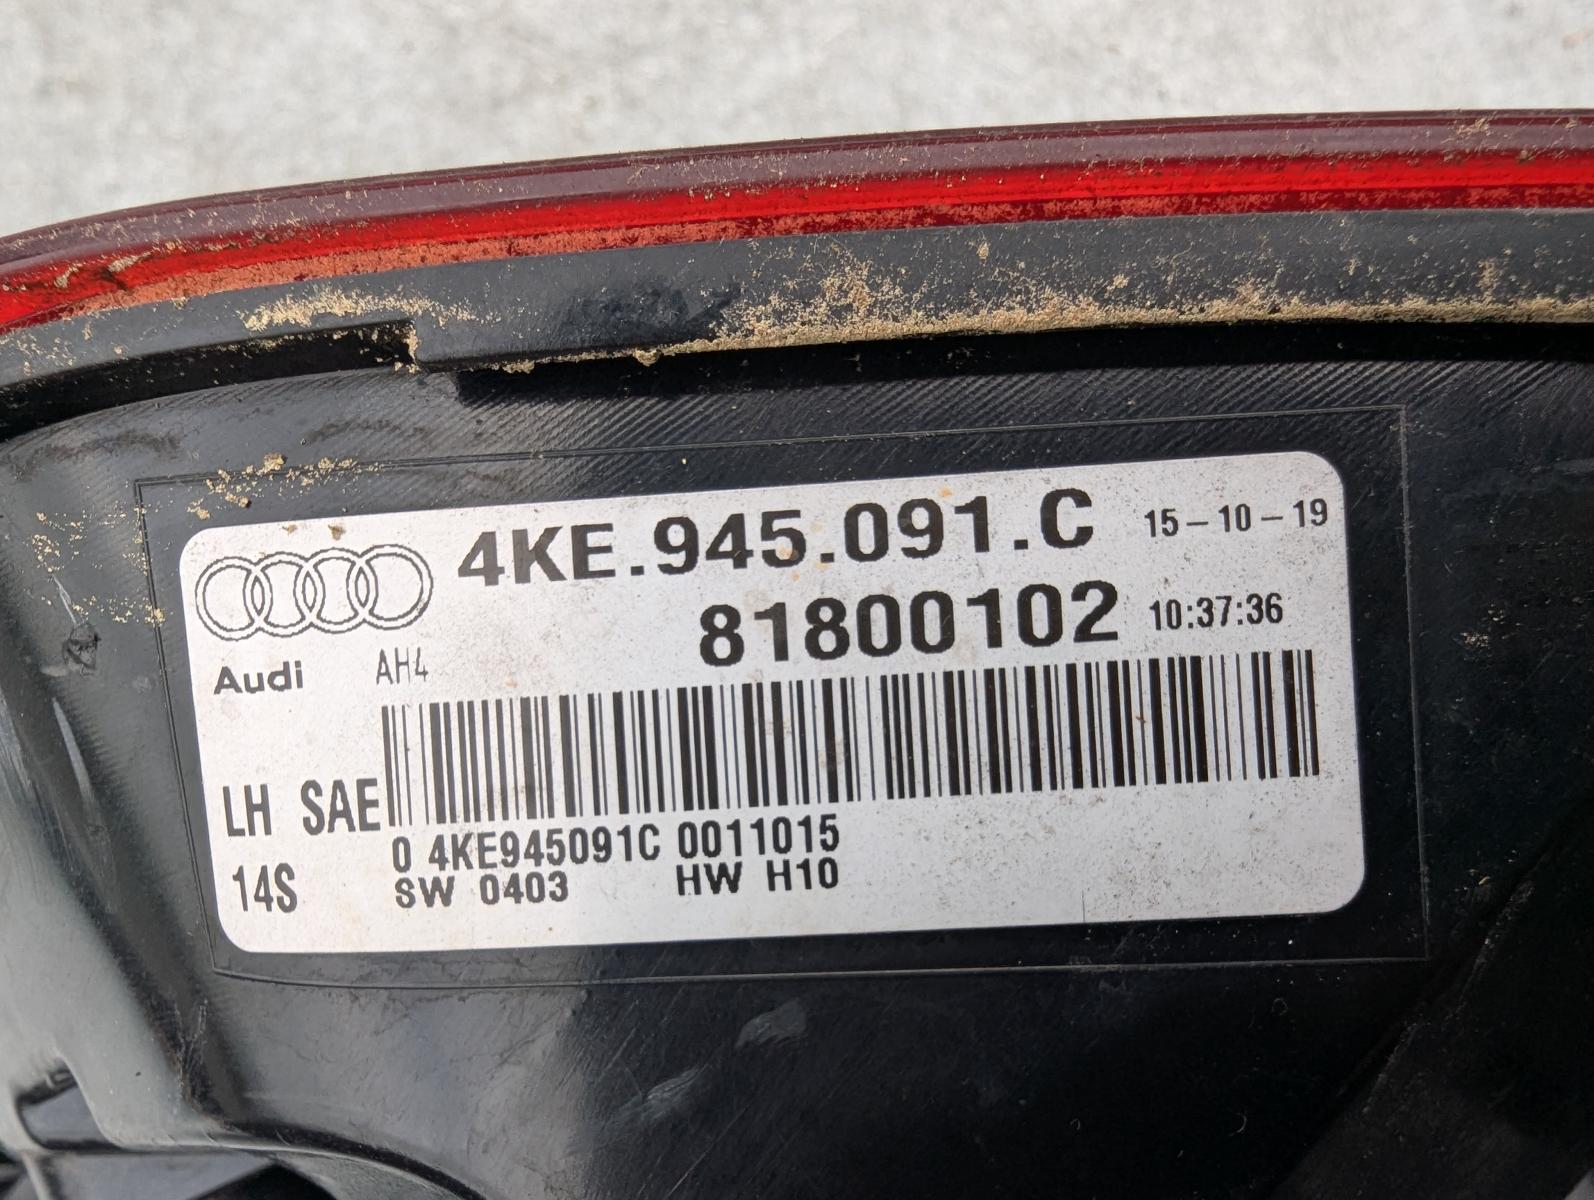 4KE.945.091.C 15-10-19
81800102 10:37:36
Audi AH4
LH SAE
0 4KE945091C 0011015
14S SW 0403 HW H10